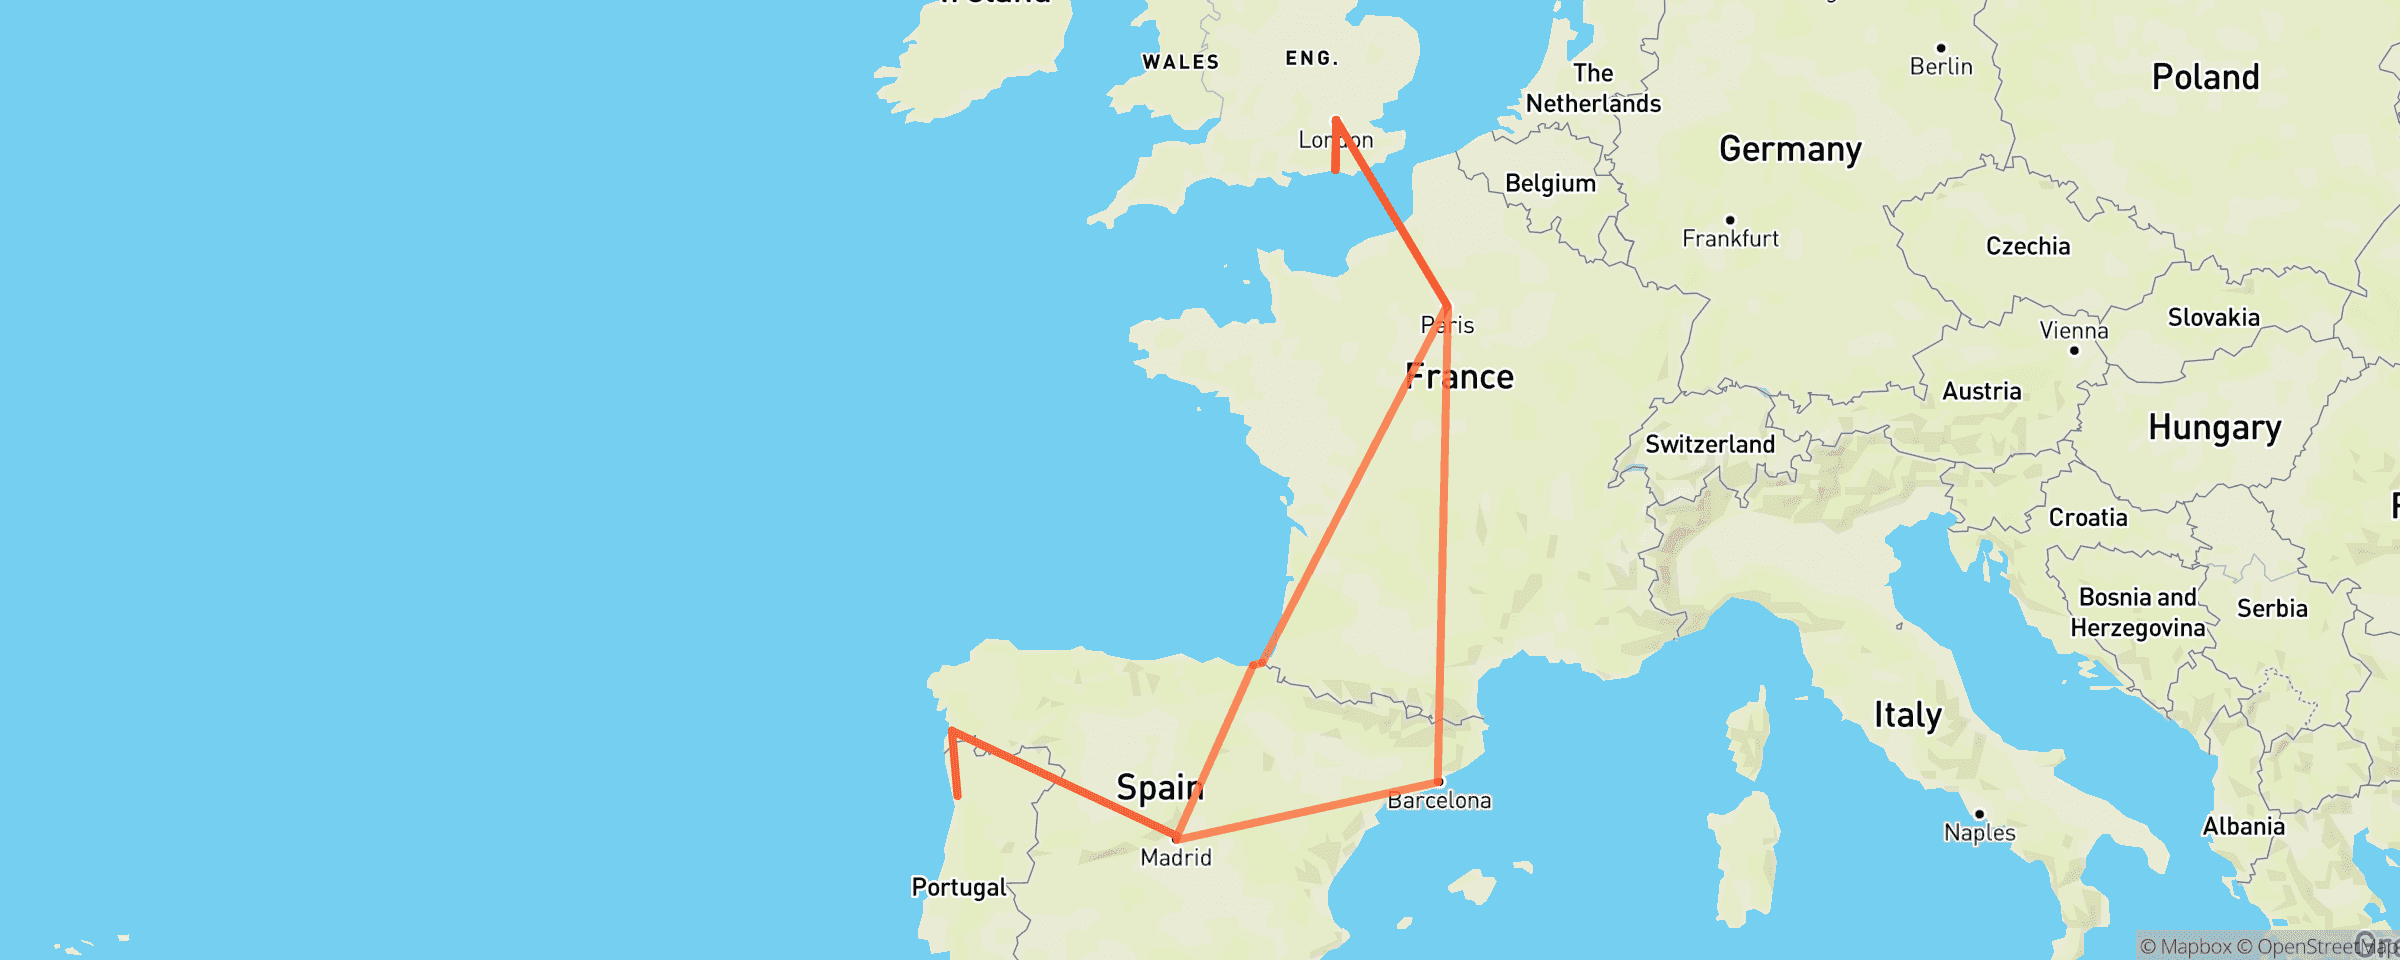 Ireland
WALES
ENG.
London
The
Netherlands
Berlin
Poland
Germany
Belgium
Frankfurt
Czechia
Paris
France
Slovakia
Vienna
Austria
Switzerland
Hungary
Croatia
Bosnia and
Herzegovina
Serbia
Italy
Spain
Barcelona
Madrid
Naples
Albania
Portugal
© Mapbox © OpenStreetMap